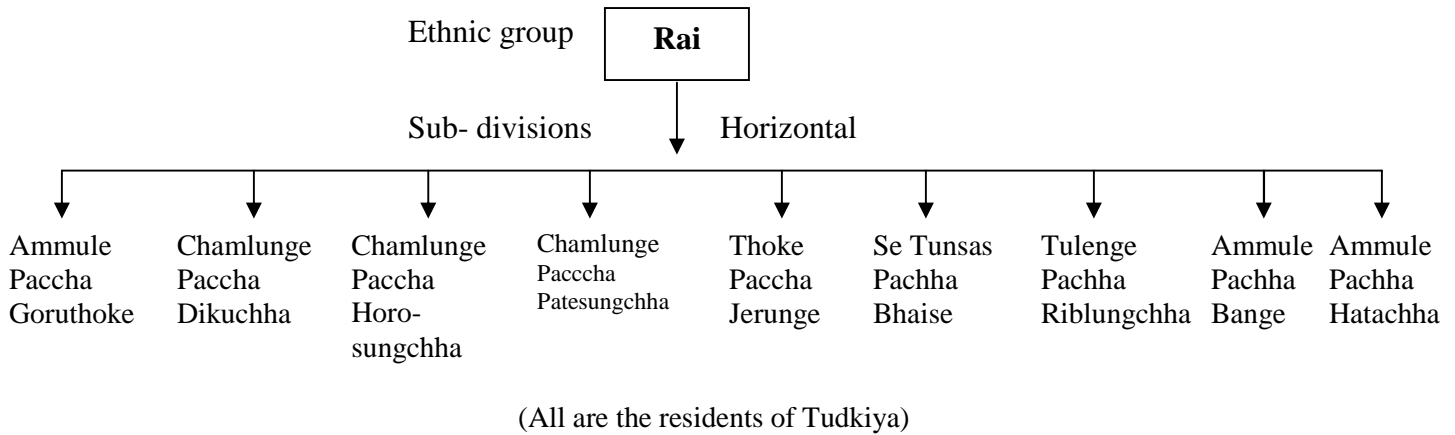 Ethnic group
Rai
Sub- divisions
Horizontal
Ammule
Paccha
Goruthoke
Chamlunge
Paccha
Dikuchha
Chamlunge
Paccha
Horo-
sungchha
Chamlunge
Pacccha
Patesungchha
Thoke
Paccha
Jerunge
Se Tunsas
Pachha
Bhaise
Tulenge
Pachha
Riblungchha
Ammule
Pachha
Bange
Ammule
Pachha
Hatachha
(All are the residents of Tudkiya)